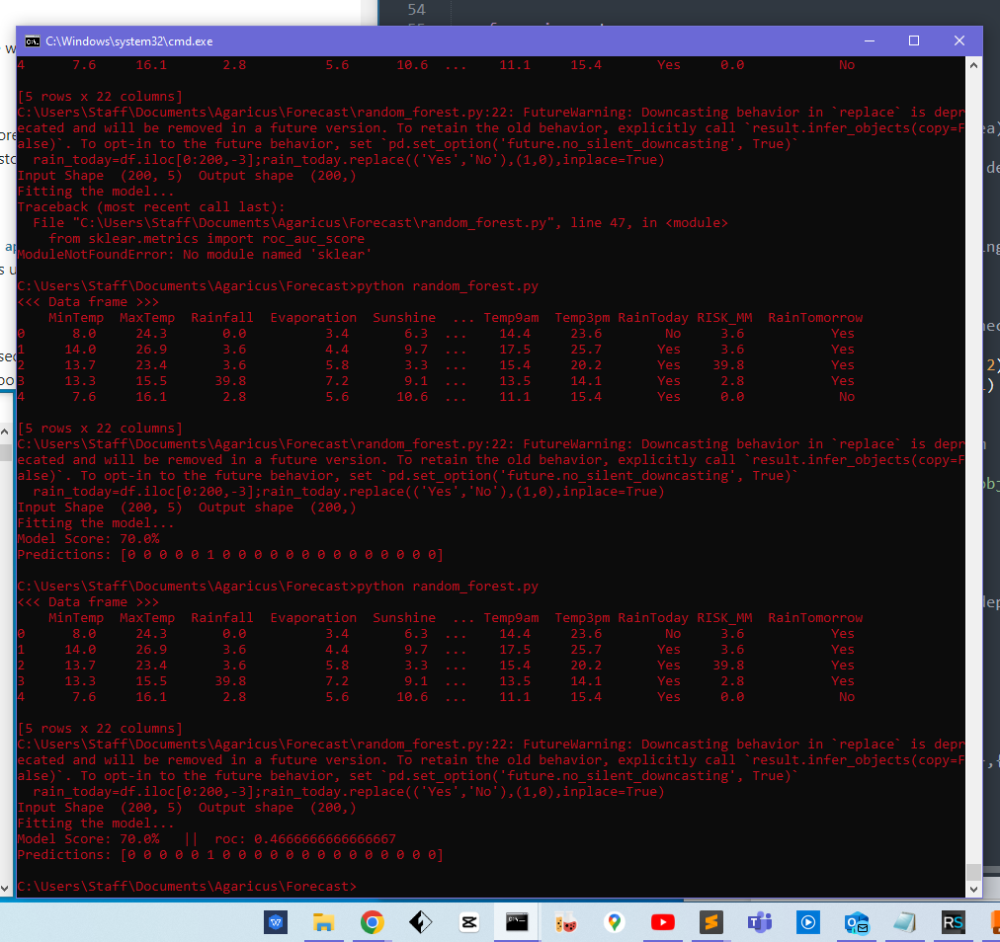 54
C:\Windows\system32\cmd.exe
4      7.6     16.1       2.8          5.6      10.6  ...     11.1     15.4       Yes     0.0            No
[5 rows x 22 columns]
C:\Users\Staff\Documents\Agaricus\Forecast\random_forest.py:22: FutureWarning: Downcasting behavior in `replace` is depr
ecated and will be removed in a future version. To retain the old behavior, explicitly call `result.infer_objects(copy=F
alse)`. To opt-in to the future behavior, set `pd.set_option('future.no_silent_downcasting', True)`
  rain_today=df.iloc[0:200,-3];rain_today.replace(('Yes','No'),(1,0),inplace=True)
Input Shape  (200, 5)  Output shape  (200,)
Fitting the model...
Traceback (most recent call last):
  File "C:\Users\Staff\Documents\Agaricus\Forecast\random_forest.py", line 47, in <module>
    from sklear.metrics import roc_auc_score
ModuleNotFoundError: No module named 'sklear'
C:\Users\Staff\Documents\Agaricus\Forecast>python random_forest.py
<<< Data frame >>>
    MinTemp  MaxTemp  Rainfall  Evaporation  Sunshine  ... Temp9am  Temp3pm RainToday RISK_MM  RainTomorrow
0      8.0     24.3       0.0          3.4       6.3  ...    14.4     23.6        No     3.6           Yes
1     14.0     26.9       3.6          4.4       9.7  ...    17.5     25.7       Yes     3.6           Yes
2     13.7     23.4       3.6          5.8       3.3  ...    15.4     20.2       Yes    39.8           Yes
3     13.3     15.5      39.8          7.2       9.1  ...    13.5     14.1       Yes     2.8           Yes
4      7.6     16.1       2.8          5.6      10.6  ...    11.1     15.4       Yes     0.0            No
[5 rows x 22 columns]
C:\Users\Staff\Documents\Agaricus\Forecast\random_forest.py:22: FutureWarning: Downcasting behavior in `replace` is depr
ecated and will be removed in a future version. To retain the old behavior, explicitly call `result.infer_objects(copy=F
alse)`. To opt-in to the future behavior, set `pd.set_option('future.no_silent_downcasting', True)`
  rain_today=df.iloc[0:200,-3];rain_today.replace(('Yes','No'),(1,0),inplace=True)
Input Shape  (200, 5)  Output shape  (200,)
Fitting the model...
Model Score: 70.0%
Predictions: [0 0 0 0 0 1 0 0 0 0 0 0 0 0 0 0 0 0 0 0]
C:\Users\Staff\Documents\Agaricus\Forecast>python random_forest.py
<<< Data frame >>>
    MinTemp  MaxTemp  Rainfall  Evaporation  Sunshine  ... Temp9am  Temp3pm RainToday RISK_MM  RainTomorrow
0      8.0     24.3       0.0          3.4       6.3  ...    14.4     23.6        No     3.6           Yes
1     14.0     26.9       3.6          4.4       9.7  ...    17.5     25.7       Yes     3.6           Yes
2     13.7     23.4       3.6          5.8       3.3  ...    15.4     20.2       Yes    39.8           Yes
3     13.3     15.5      39.8          7.2       9.1  ...    13.5     14.1       Yes     2.8           Yes
4      7.6     16.1       2.8          5.6      10.6  ...    11.1     15.4       Yes     0.0            No
[5 rows x 22 columns]
C:\Users\Staff\Documents\Agaricus\Forecast\random_forest.py:22: FutureWarning: Downcasting behavior in `replace` is depr
ecated and will be removed in a future version. To retain the old behavior, explicitly call `result.infer_objects(copy=F
alse)`. To opt-in to the future behavior, set `pd.set_option('future.no_silent_downcasting', True)`
  rain_today=df.iloc[0:200,-3];rain_today.replace(('Yes','No'),(1,0),inplace=True)
Input Shape  (200, 5)  Output shape  (200,)
Fitting the model...
Model Score: 70.0%   ||  roc: 0.4666666666666667
Predictions: [0 0 0 0 0 1 0 0 0 0 0 0 0 0 0 0 0 0 0 0]
C:\Users\Staff\Documents\Agaricus\Forecast>